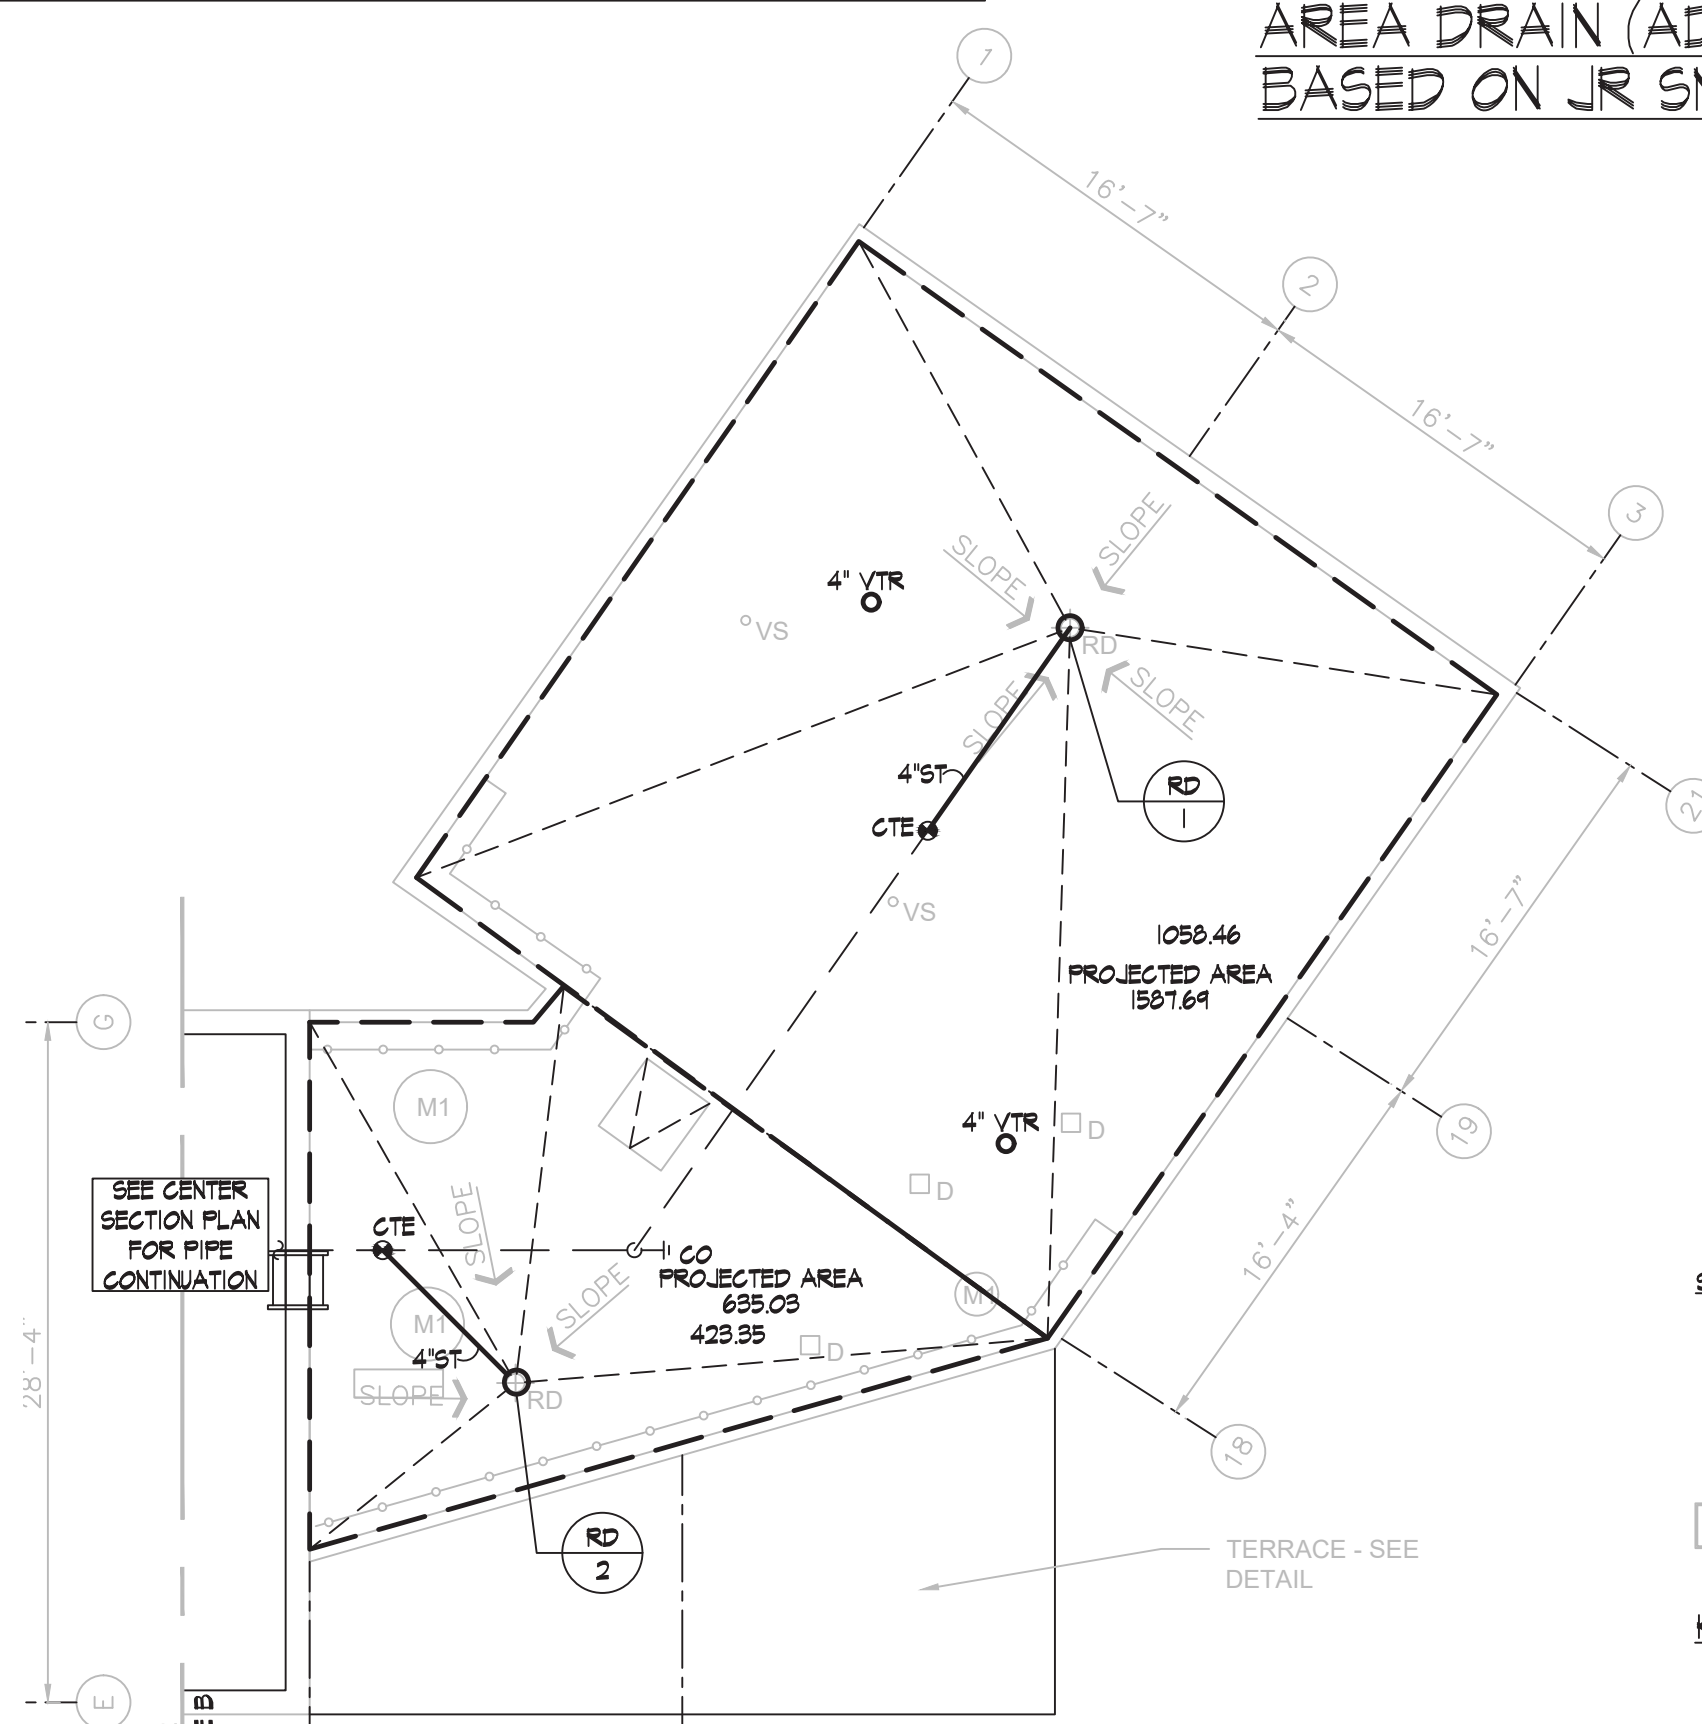 AREA DRAIN (AD
BASED ON JR SM
1
2
3
16'-7"
16'-7"
SLOPE
SLOPE
4" VTR
VS
RD
SLOPE
SLOPE
4"ST
RD
1
CTE
21
VS
16'-7"
1058.46
PROJECTED AREA
1587.69
G
M1
4" VTR
D
19
D
SEE CENTER
SECTION PLAN
FOR PIPE
CONTINUATION
CTE
SLOPE
CO
SLOPE
PROJECTED AREA
635.03
423.35
M1
16'-4"
M1
D
4"ST
28'-4"
SLOPE
RD
18
RD
2
TERRACE - SEE
DETAIL
E